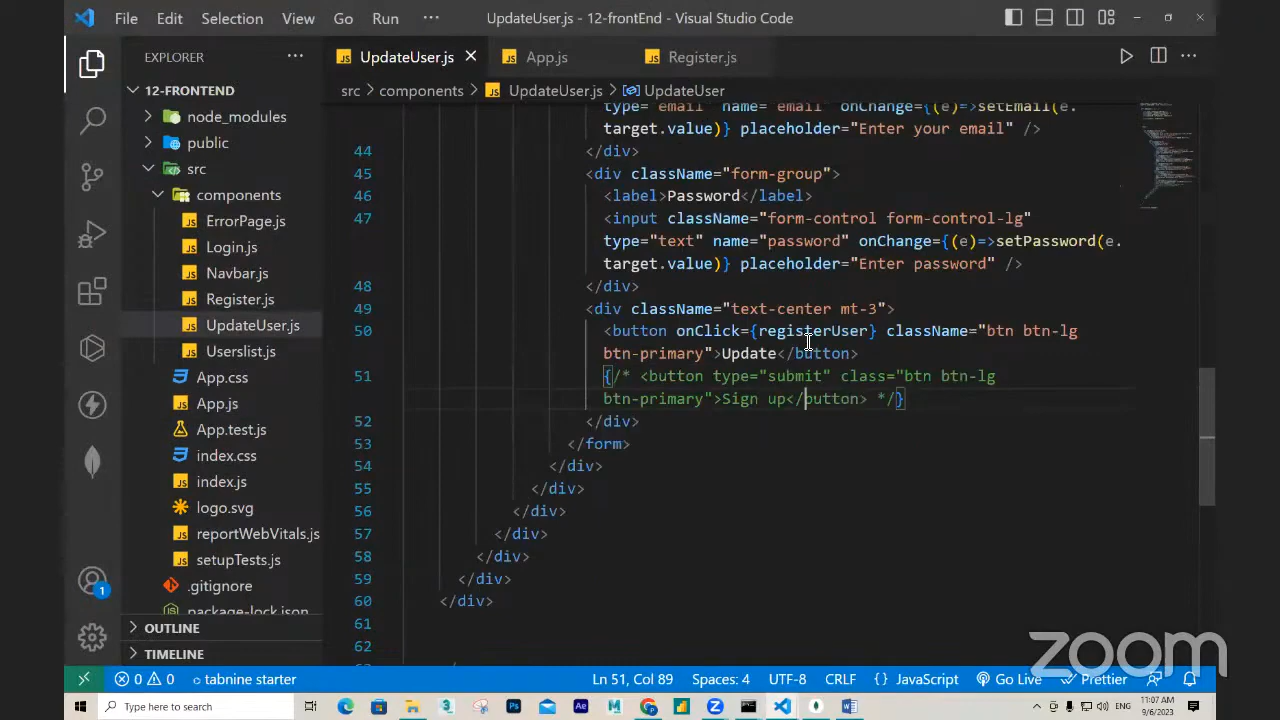 File Edit Selection View Go Run ··· UpdateUser.js - 12-frontEnd - Visual Studio Code
EXPLORER ···
UpdateUser.js App.js Register.js
src > components > UpdateUser.js > UpdateUser
12-FRONTEND
node_modules
public
src
components
ErrorPage.js
Login.js
Navbar.js
Register.js
UpdateUser.js
Userslist.js
App.css
App.js
App.test.js
index.css
index.js
logo.svg
reportWebVitals.js
setupTests.js
.gitignore
package-lock.json
OUTLINE
TIMELINE
type="email" name="email" onChange={(e)=>setEmail(e.
target.value)} placeholder="Enter your email" />
44 </div>
45 <div className="form-group">
46 <label>Password</label>
47 <input className="form-control form-control-lg"
type="text" name="password" onChange={(e)=>setPassword(e.
target.value)} placeholder="Enter password" />
48 </div>
49 <div className="text-center mt-3">
50 <button onClick={registerUser} className="btn btn-lg
btn-primary">Update</button>
51 {/* <button type="submit" class="btn btn-lg
btn-primary">Sign up</button> */}
52 </div>
53 </form>
54 </div>
55 </div>
56 </div>
57 </div>
58 </div>
59 </div>
60 </div>
61
62
zoom
0 0 tabnine starter Ln 51, Col 89 Spaces: 4 UTF-8 CRLF {} JavaScript Go Live Prettier
Type here to search
11:07 AM
9/6/2023